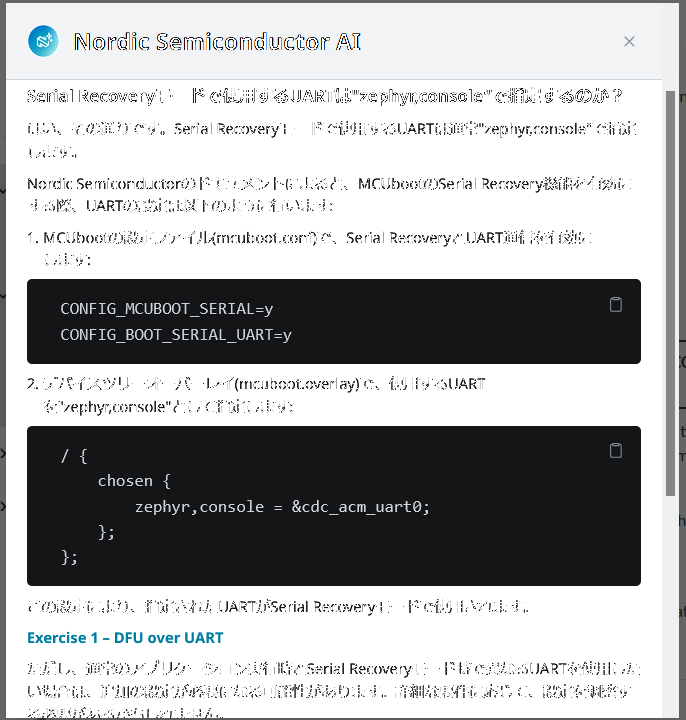 Nordic Semiconductor AI
Serial Recoveryモードで使用するUARTは"zephyr,console"で指定するのか？
はい、その通りです。Serial Recoveryモードで使用するUARTは通常"zephyr,console"で指定
します。
Nordic Semiconductorのドキュメントによると、MCUbootのSerial Recovery機能を有効に
する際、UARTの設定は以下のように行います:
1. MCUbootの設定ファイル(mcuboot.conf)で、Serial RecoveryとUART通信を有効に
します:
CONFIG_MCUBOOT_SERIAL=y
CONFIG_BOOT_SERIAL_UART=y
2. デバイスツリーオーバーレイ(mcuboot.overlay)で、使用するUART
を"zephyr,console"として指定します:
/ {
chosen {
zephyr,console = &cdc_acm_uart0;
};
};
この設定により、指定されたUARTがSerial Recoveryモードで使用されます。
Exercise 1 – DFU over UART
ただし、通常のアプリケーション実行時とSerial Recoveryモードで異なるUARTを使用した
い場合は、追加の設定が必要になる可能性があります。